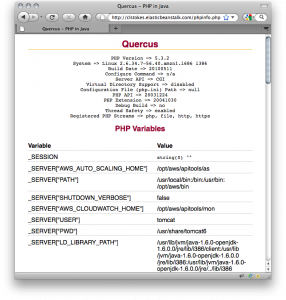 Quercus – PHP in Java
http://cistakes.elasticbeanstalk.com/phpinfo.php
Quercus – PHP in Java
Quercus
PHP Version => 5.3.2
System => Linux 2.6.34.7-56.40.amzn1.i686 i386
Build Date => 20100511
Configure Command => n/a
Server API => CGI
Virtual Directory Support => disabled
Configuration File (php.ini) Path => null
PHP API => 20031224
PHP Extension => 20041030
Debug Build => no
Thread Safety => enabled
Registered PHP Streams => php, file, http, https
PHP Variables
Variable Value
_SESSION string(0) ""
_SERVER["AWS_AUTO_SCALING_HOME"] /opt/aws/apitools/as
_SERVER["PATH"] /usr/local/bin:/bin:/usr/bin:
/opt/aws/bin
_SERVER["SHUTDOWN_VERBOSE"] false
_SERVER["AWS_CLOUDWATCH_HOME"] /opt/aws/apitools/mon
_SERVER["USER"] tomcat
_SERVER["PWD"] /usr/share/tomcat6
_SERVER["LD_LIBRARY_PATH"] /usr/lib/jvm/java-1.6.0-openjdk-
1.6.0.0/jre/lib/i386/client:/usr/lib
/jvm/java-1.6.0-openjdk-1.6.0.0
/jre/lib/i386:/usr/lib/jvm/java-
1.6.0-openjdk-
1.6.0.0/jre/../lib/i386